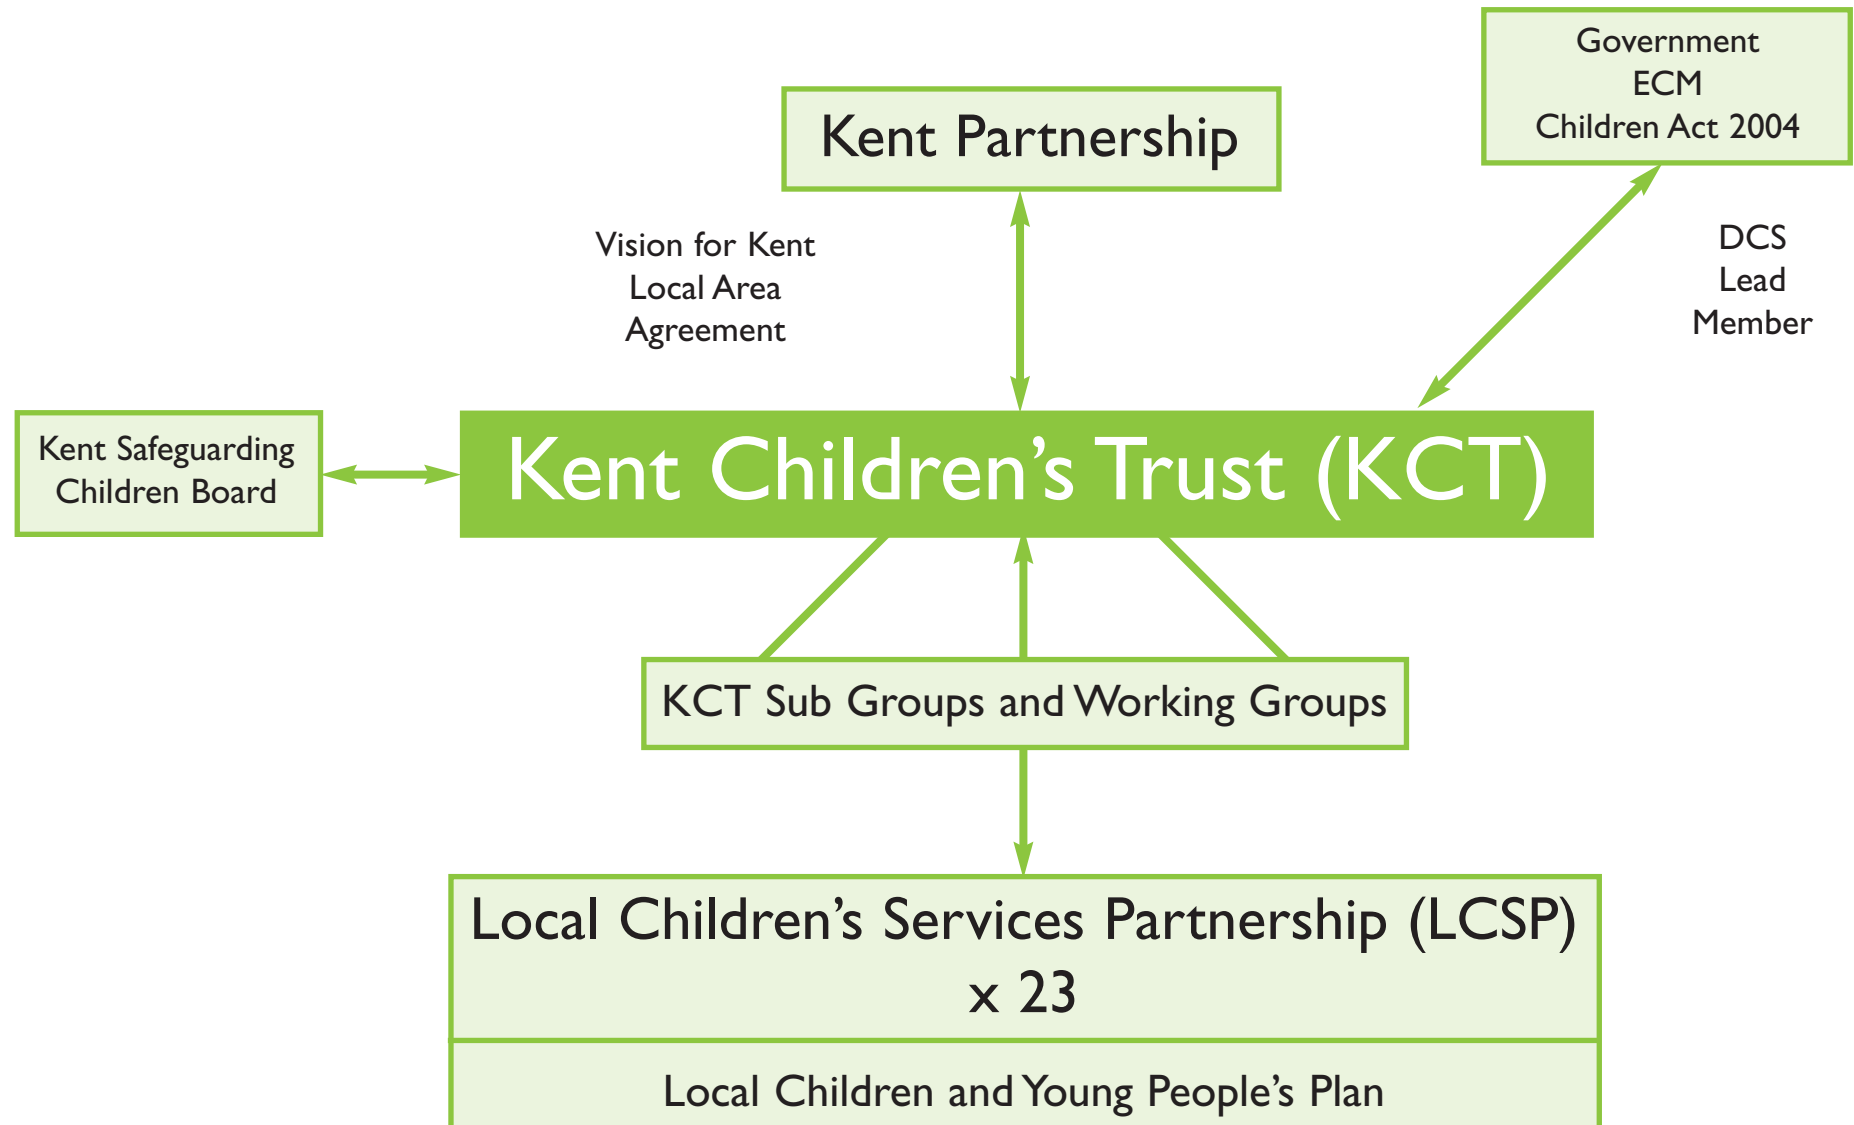 Government
ECM
Children Act 2004
Kent Partnership
Vision for Kent
Local Area
Agreement
DCS
Lead
Member
Kent Safeguarding
Children Board
Kent Children’s Trust (KCT)
KCT Sub Groups and Working Groups
Local Children’s Services Partnership (LCSP)
x 23
Local Children and Young People’s Plan